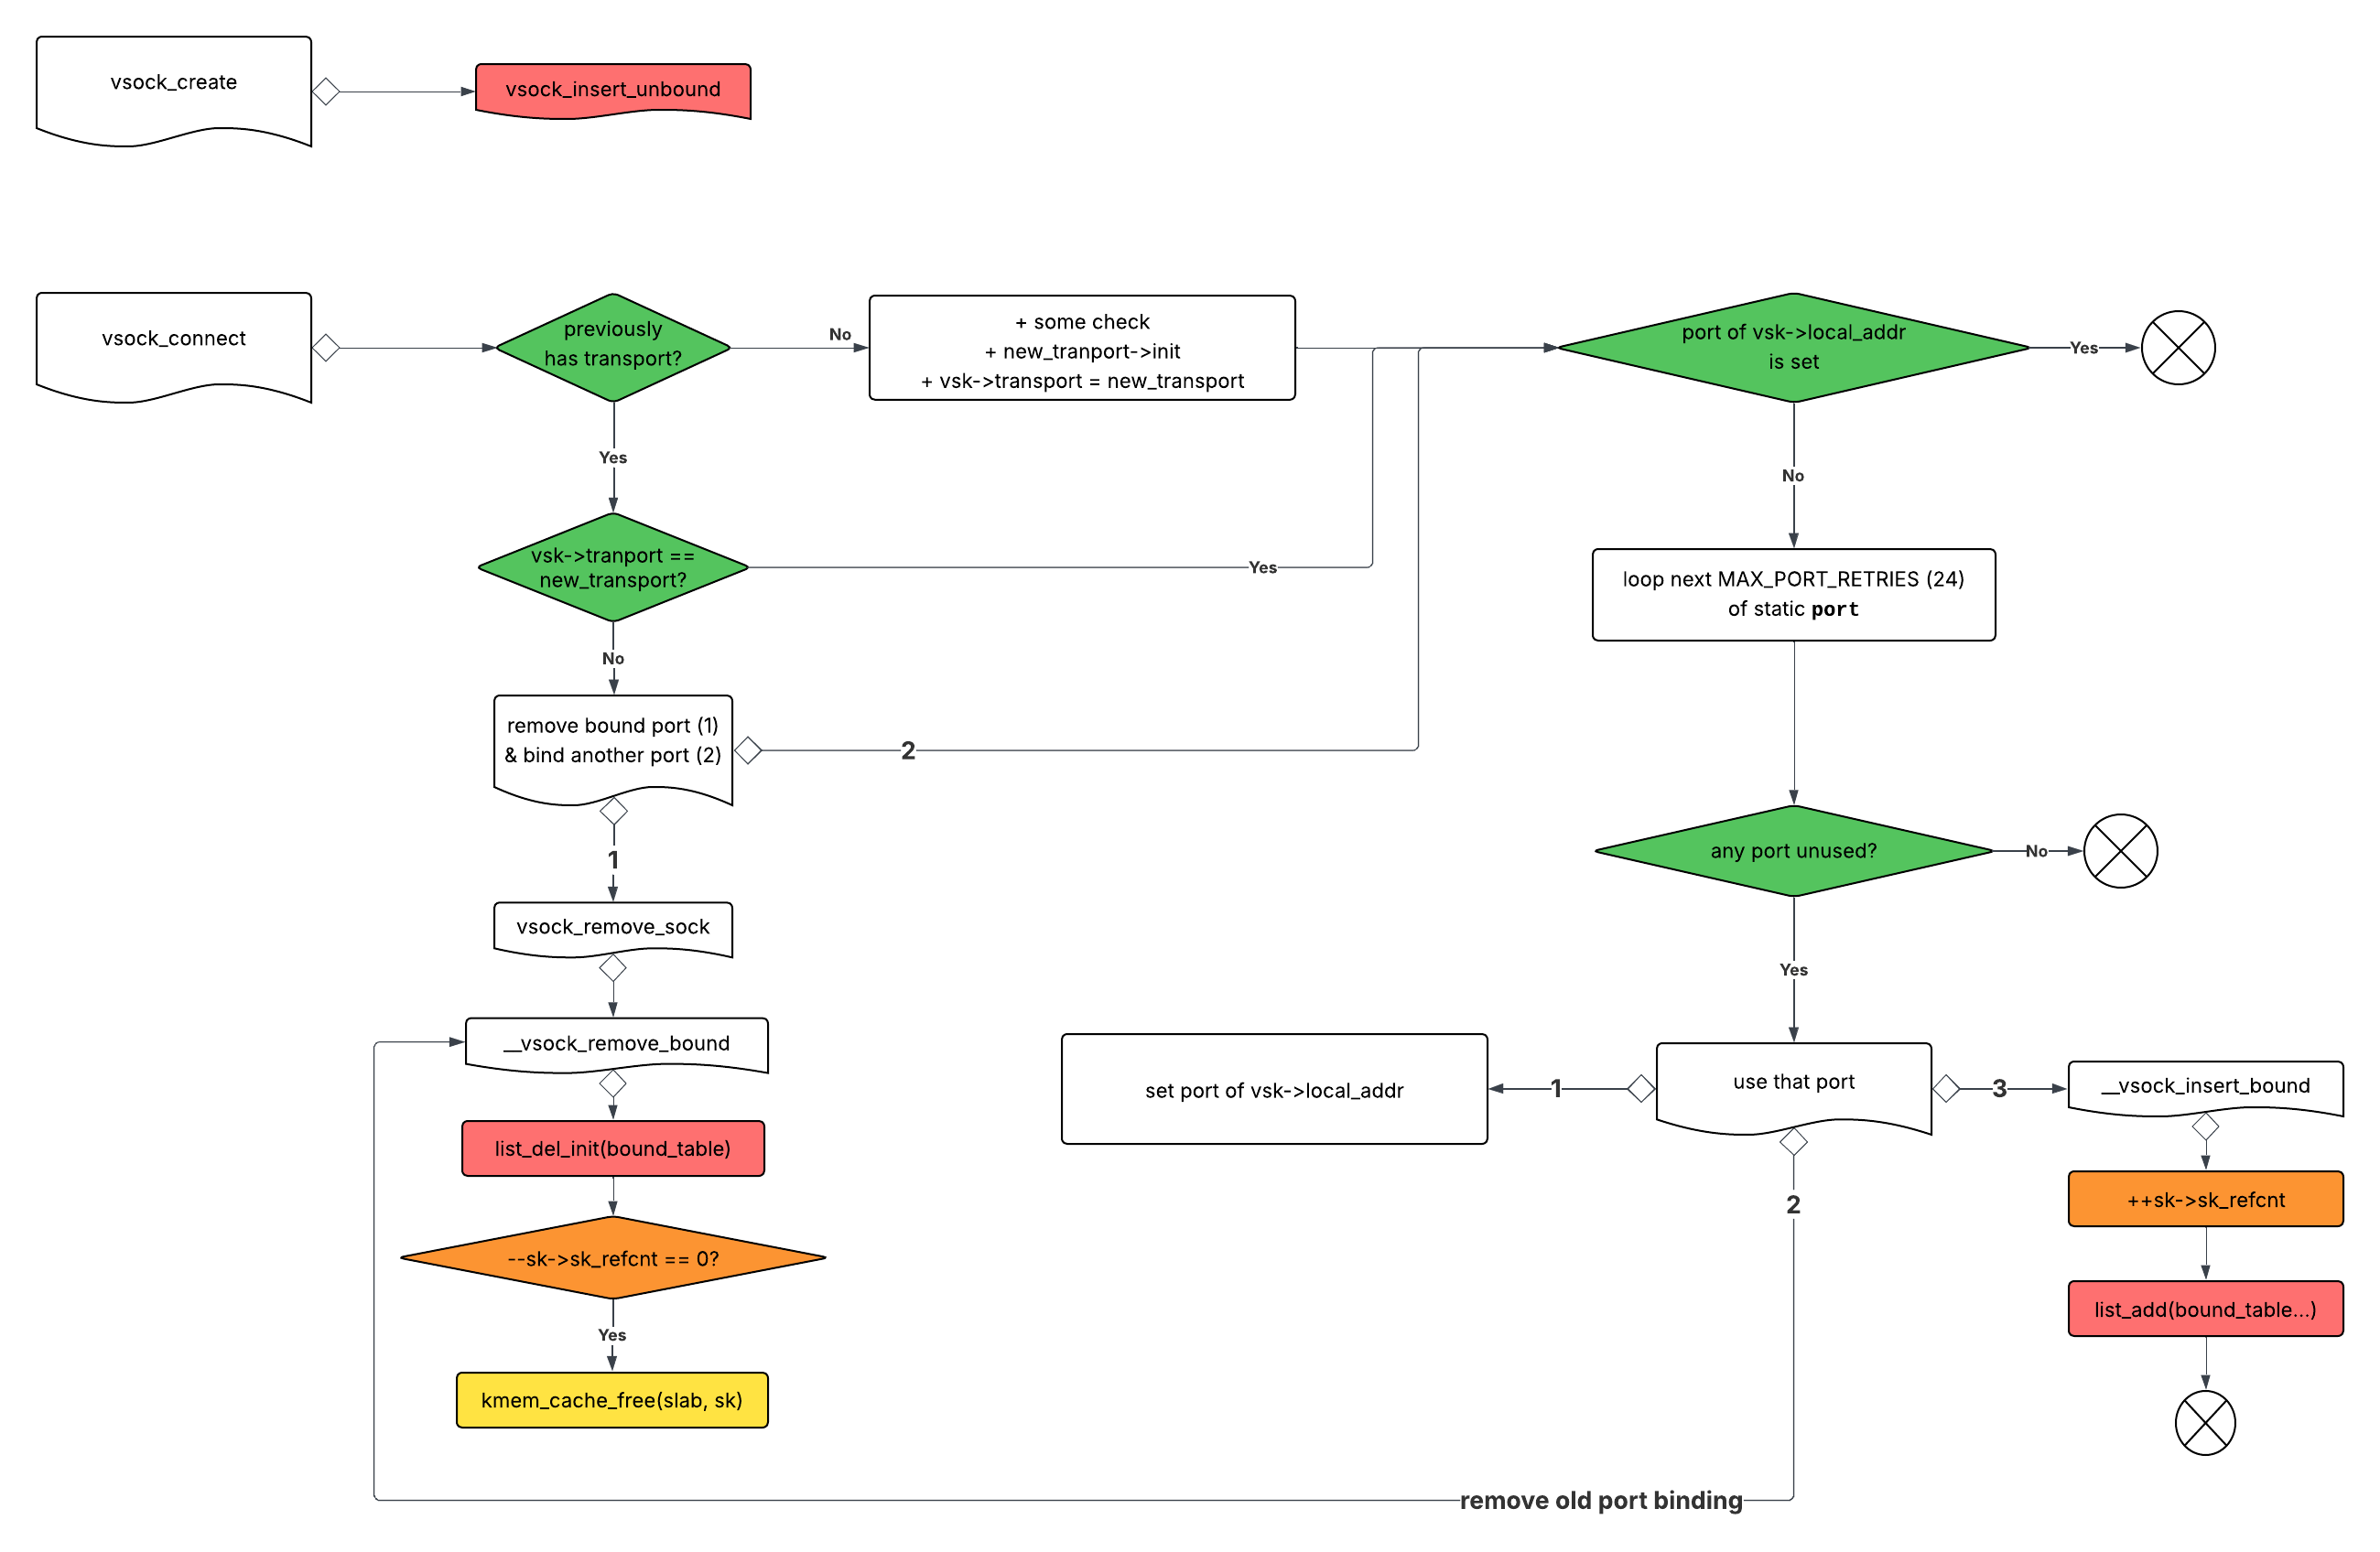 vsock_create
vsock_insert_unbound
vsock_connect
previously
has transport?
No
+ some check
+ new_tranport->init
+ vsk->transport = new_transport
port of vsk->local_addr
is set
Yes
Yes
No
vsk->tranport ==
new_transport?
Yes
loop next MAX_PORT_RETRIES (24)
of static port
No
remove bound port (1)
& bind another port (2)
2
1
any port unused?
No
vsock_remove_sock
Yes
__vsock_remove_bound
set port of vsk->local_addr
1
use that port
3
__vsock_insert_bound
list_del_init(bound_table)
2
++sk->sk_refcnt
--sk->sk_refcnt == 0?
list_add(bound_table...)
Yes
kmem_cache_free(slab, sk)
remove old port binding